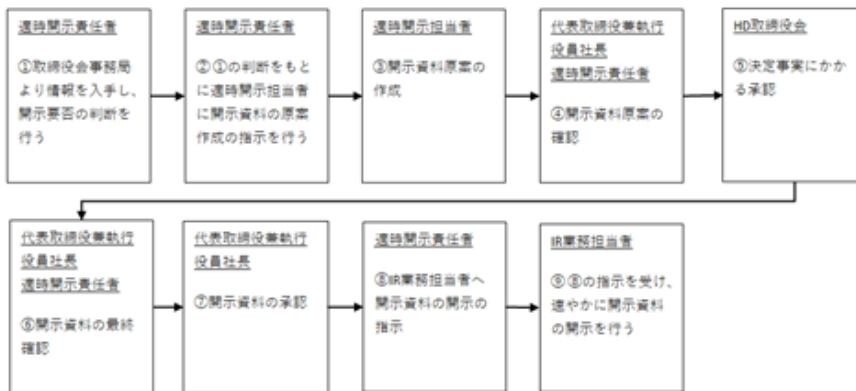 適時開示責任者
①取締役会事務局
より情報を入手し、
開示要否の判断を
行う
適時開示責任者
②①の判断をもと
に適時開示担当者
に開示資料の原案
作成の指示を行う
適時開示担当者
③開示資料原案の
作成
代表取締役兼執行
役員社長
適時開示責任者
④開示資料原案の
確認
HD取締役会
⑤決定事実にかか
る承認
代表取締役兼執行
役員社長
適時開示責任者
⑥開示資料の最終
確認
代表取締役兼執行
役員社長
⑦開示資料の承認
適時開示責任者
⑧IR業務担当者へ
開示資料の開示の
指示
IR業務担当者
⑨⑧の指示を受け、
速やかに開示資料
の開示を行う